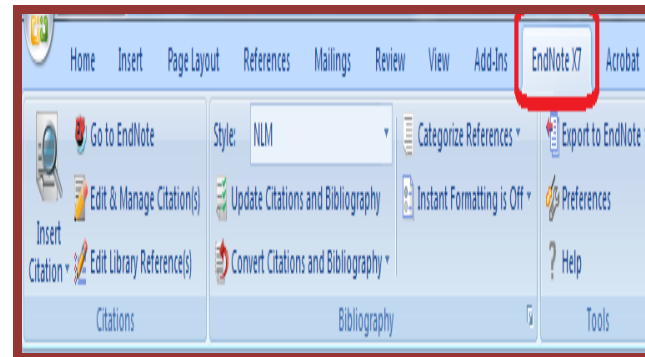 Home Insert Page Layout References Mailings Review View Add-Ins EndNote X7 Acrobat
Go to EndNote
Edit & Manage Citation(s)
Insert
Citation
Edit Library Reference(s)
Citations
Style: NLM
Update Citations and Bibliography
Convert Citations and Bibliography
Categorize References
Instant Formatting is Off
Bibliography
Export to EndNote
Preferences
? Help
Tools